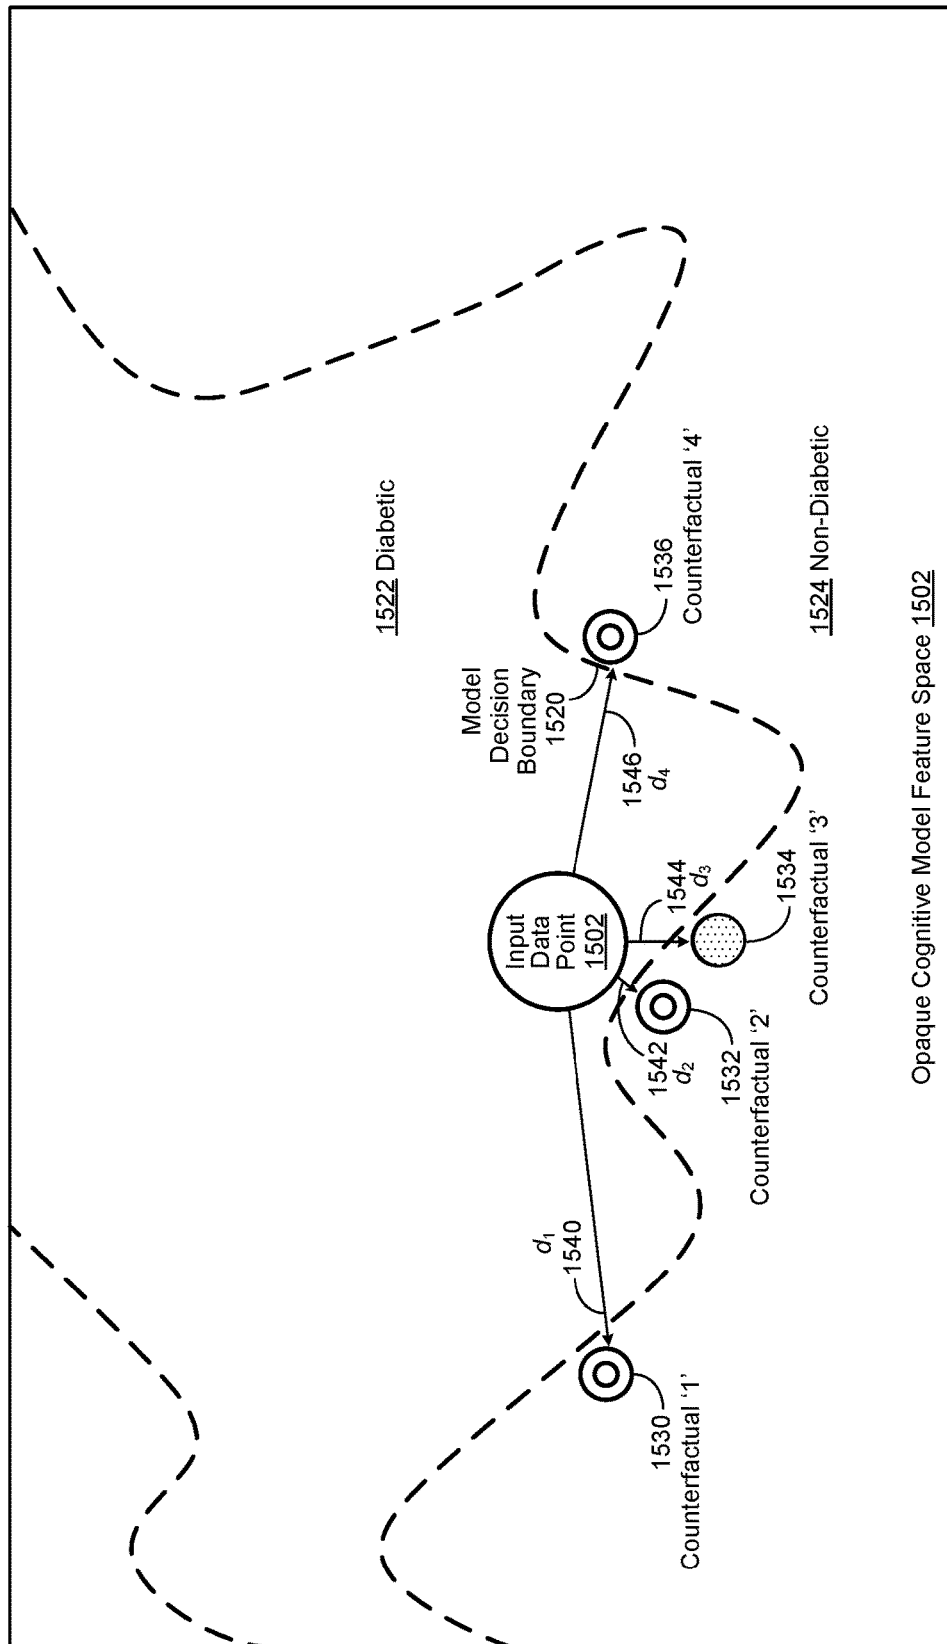 1522 Diabetic
Model
Decision
Boundary
1520
Input
Data
Point
1502
d1
1540
1542
d2
1544
d3
1546
d4
1530
Counterfactual '1'
1532
Counterfactual '2'
1534
Counterfactual '3'
1536
Counterfactual '4'
1524 Non-Diabetic
Opaque Cognitive Model Feature Space 1502